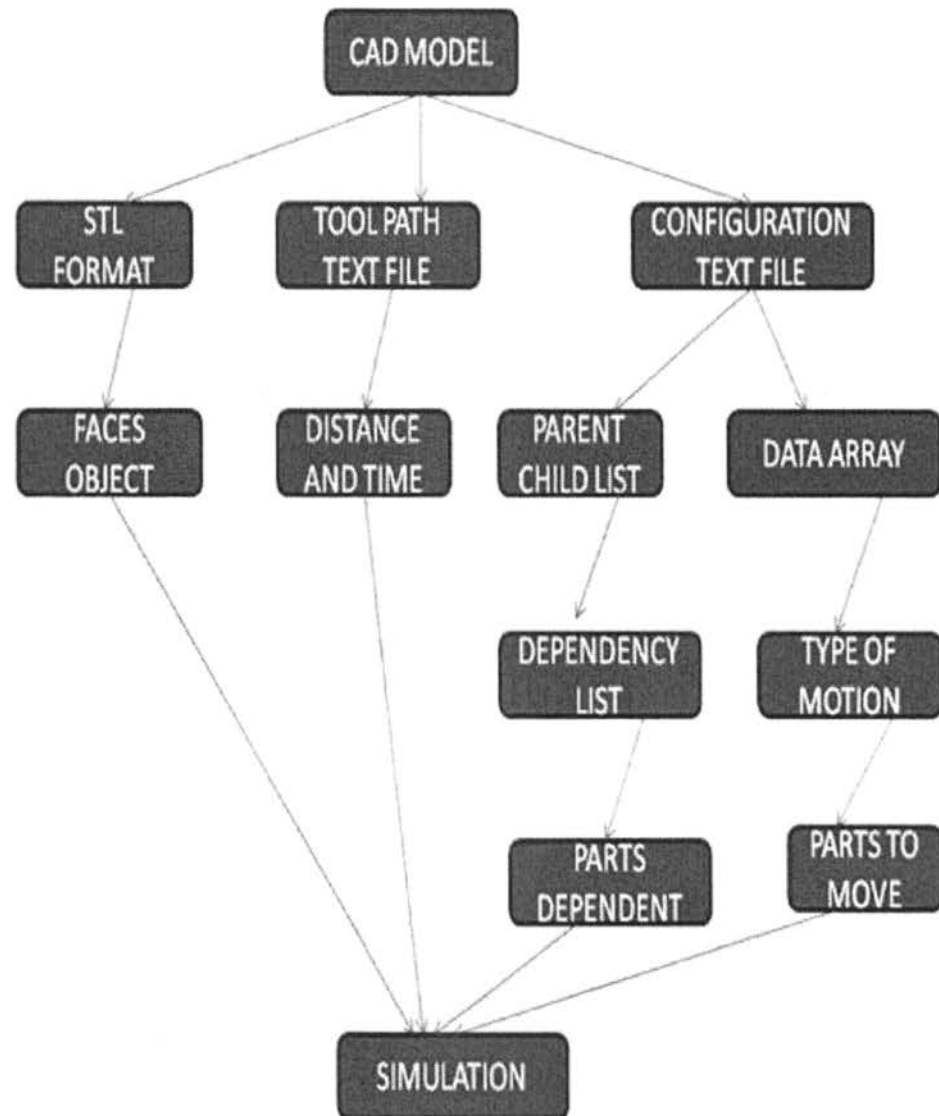 CAD MODEL
STL
FORMAT
TOOL PATH
TEXT FILE
CONFIGURATION
TEXT FILE
FACES
OBJECT
DISTANCE
AND TIME
PARENT
CHILD LIST
DATA ARRAY
DEPENDENCY
LIST
TYPE OF
MOTION
PARTS
DEPENDENT
PARTS TO
MOVE
SIMULATION